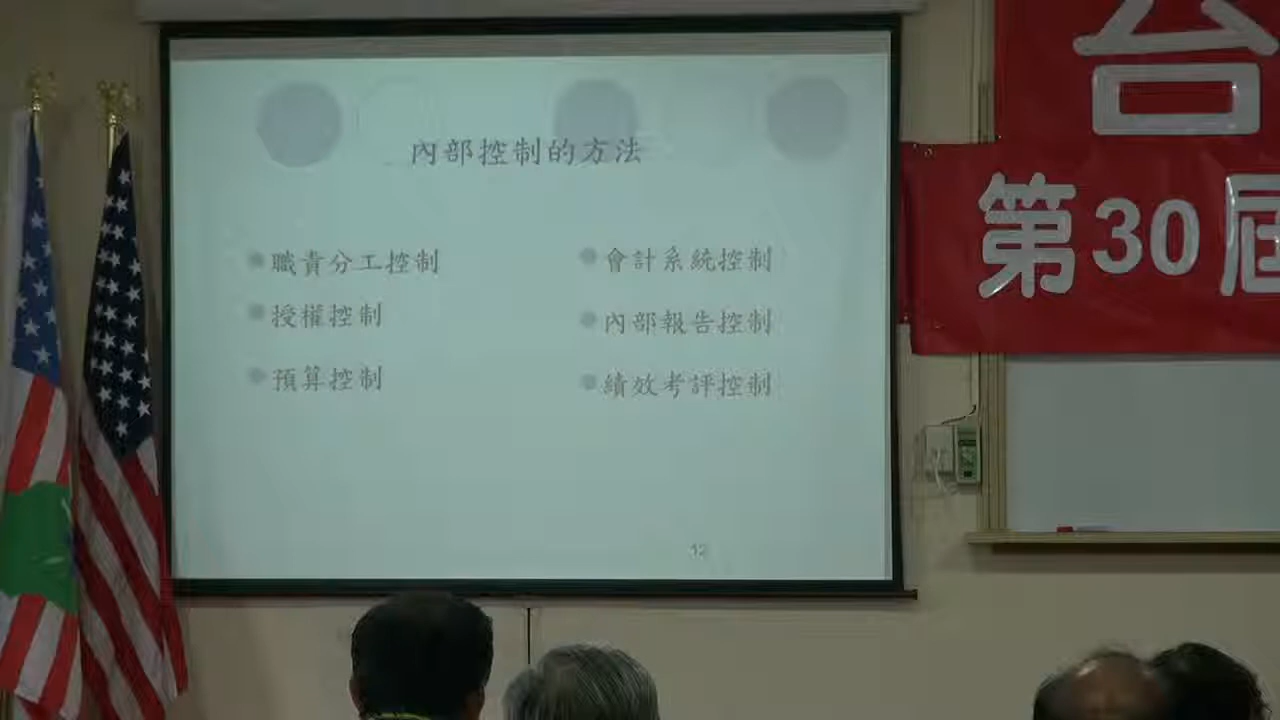 內部控制的方法
職責分工控制
授權控制
預算控制
會計系統控制
內部報告控制
績效考評控制
12
台
第30屆